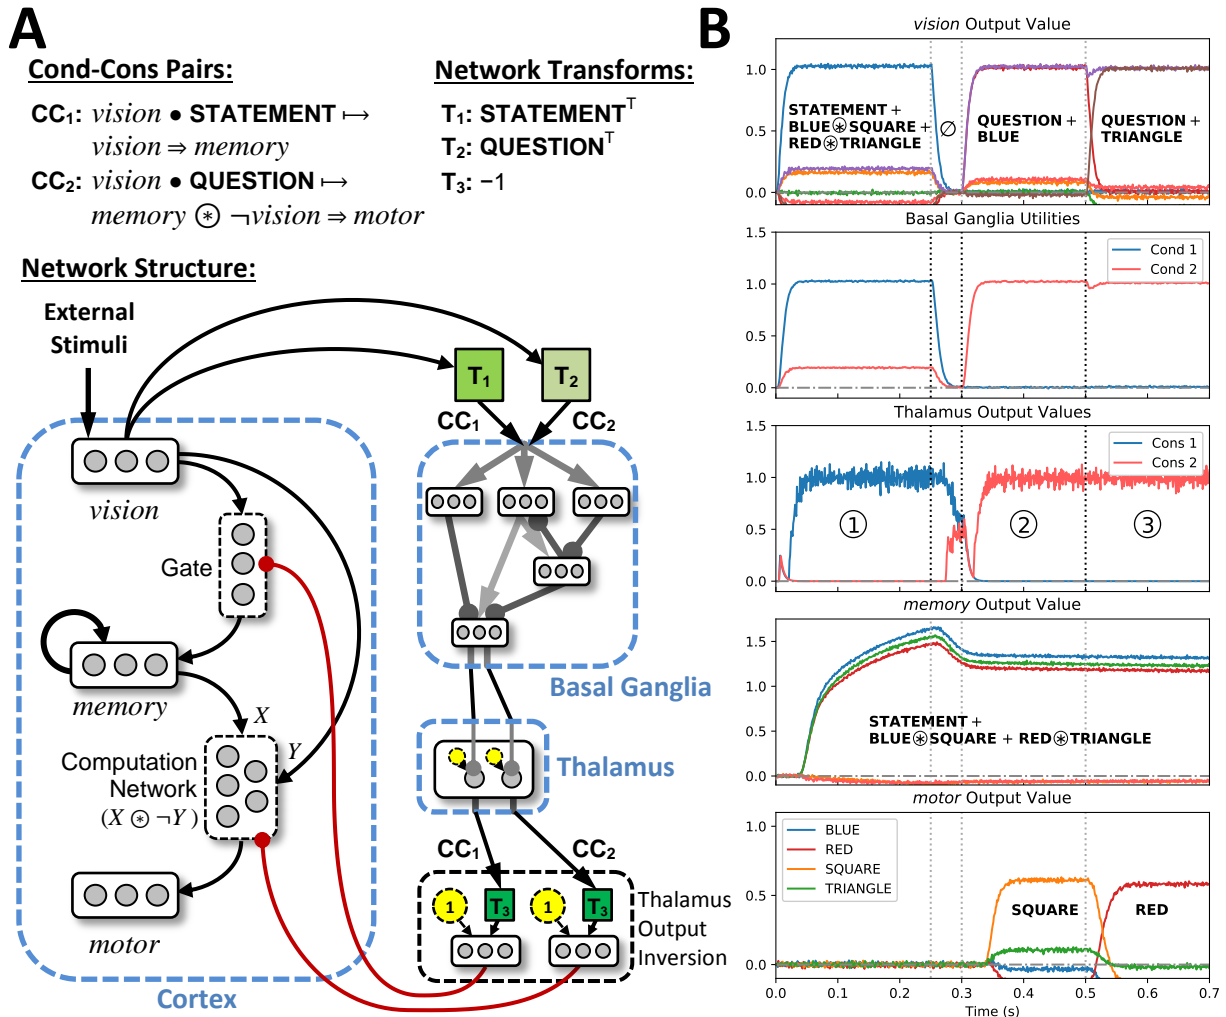 A
Cond-Cons Pairs:
CC₁: vision • STATEMENT ↦
vision ⇒ memory
CC₂: vision • QUESTION ↦
memory ⊛ ¬vision ⇒ motor
Network Transforms:
T₁: STATEMENTᵀ
T₂: QUESTIONᵀ
T₃: −1
Network Structure:
External
Stimuli
T₁
T₂
CC₁
CC₂
vision
Gate
memory
X
Y
Computation
Network
(X ⊛ ¬Y)
motor
Cortex
Basal Ganglia
Thalamus
CC₁
CC₂
1
T₃
1
T₃
Thalamus
Output
Inversion
B
vision Output Value
1.0
0.5
0.0
STATEMENT +
BLUE⊛SQUARE +
RED⊛TRIANGLE
∅
QUESTION +
BLUE
QUESTION +
TRIANGLE
Basal Ganglia Utilities
1.5
1.0
0.5
0.0
Cond 1
Cond 2
Thalamus Output Values
1.5
1.0
0.5
0.0
Cons 1
Cons 2
①
②
③
memory Output Value
1.5
1.0
0.5
0.0
STATEMENT +
BLUE⊛SQUARE + RED⊛TRIANGLE
motor Output Value
1.0
0.5
0.0
BLUE
RED
SQUARE
TRIANGLE
SQUARE
RED
0.0 0.1 0.2 0.3 0.4 0.5 0.6 0.7
Time (s)